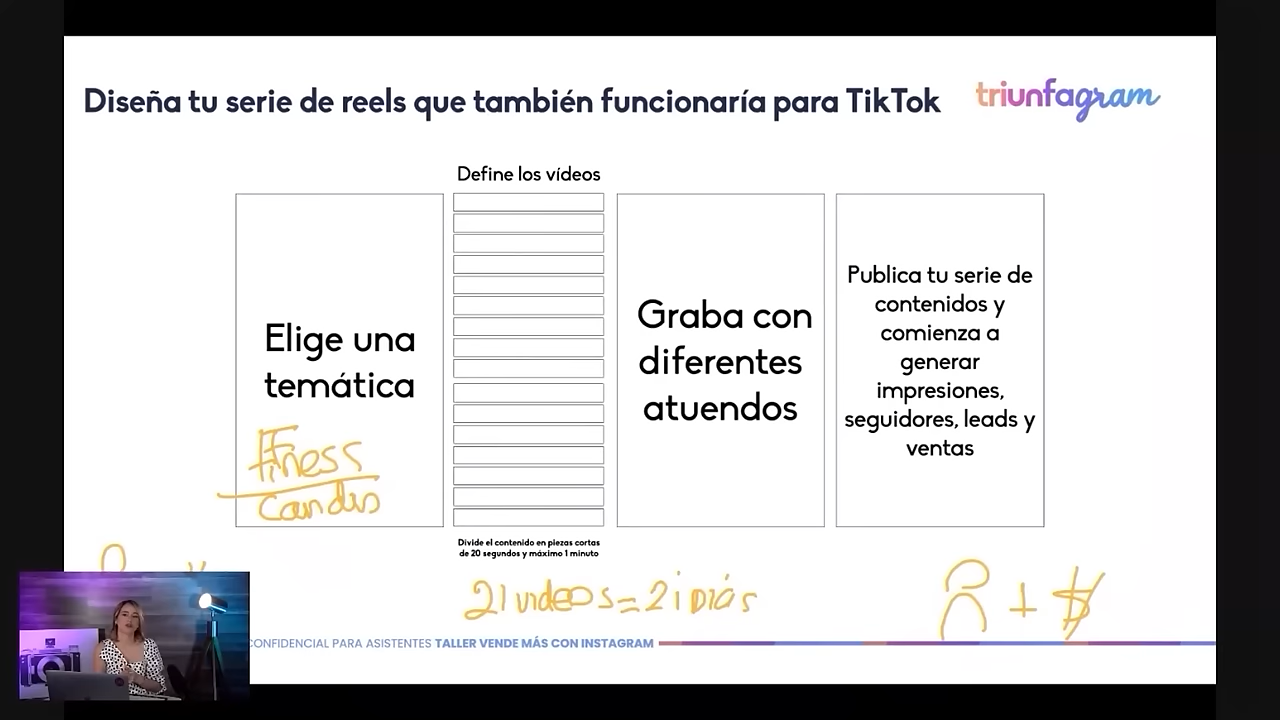 Diseña tu serie de reels que también funcionaría para TikTok
triunfagram
Define los vídeos
Elige una
temática
Fitness
Graba con
diferentes
atuendos
Publica tu serie de
contenidos y
comienza a
generar
impresiones,
seguidores, leads y
ventas
Divide el contenido en piezas cortas
de 20 segundos y máximo 1 minuto
21 videos = 21 DIÁS
+ $
CONFIDENCIAL PARA ASISTENTES TALLER VENDE MÁS CON INSTAGRAM